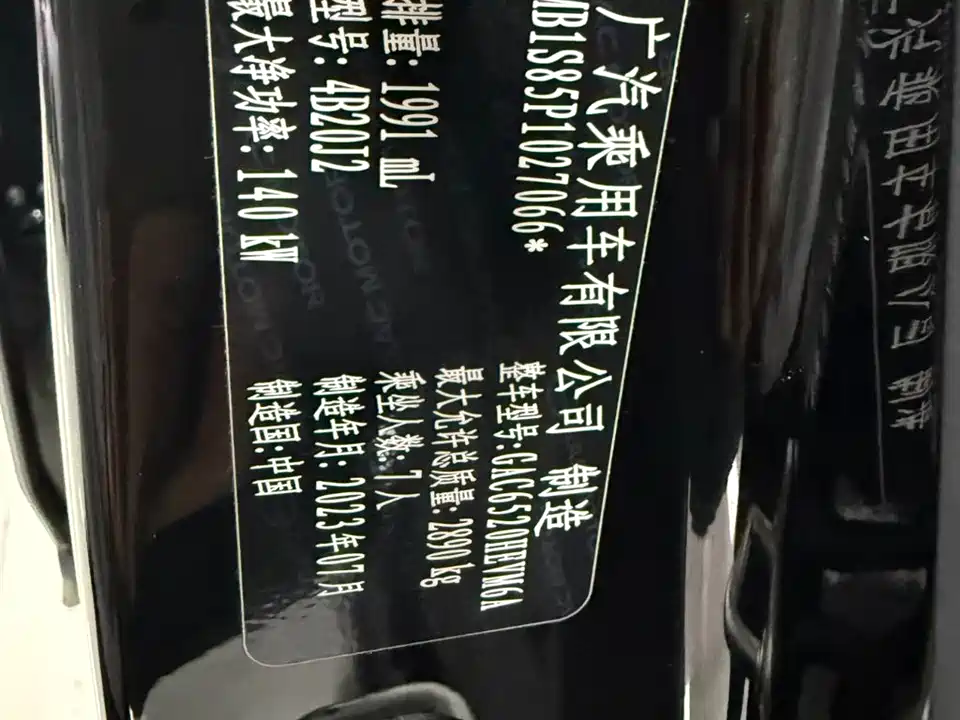 广汽乘用车有限公司 制造
MB1S85P1027066*
整车型号:GAC6520HEVM6A
最大允许总质量:2890kg
排量:1991 mL
乘坐人数:7人
型号:4B20J2
制造年月:2023年07月
最大净功率:140 kW
制造国:中国